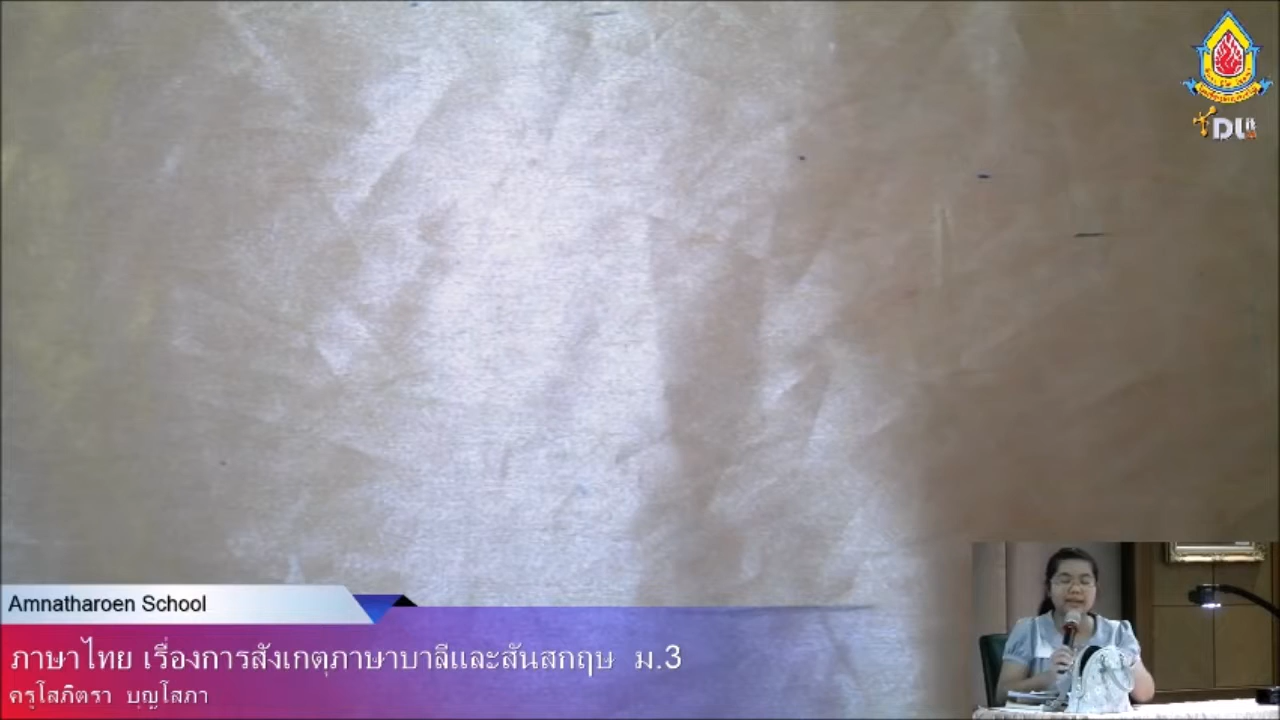 DLit
Amnatharoen School
ภาษาไทย เรื่องการสังเกตุภาษาบาลีและสันสกฤษ ม.3
ครูโสภิตรา บุญโสภา